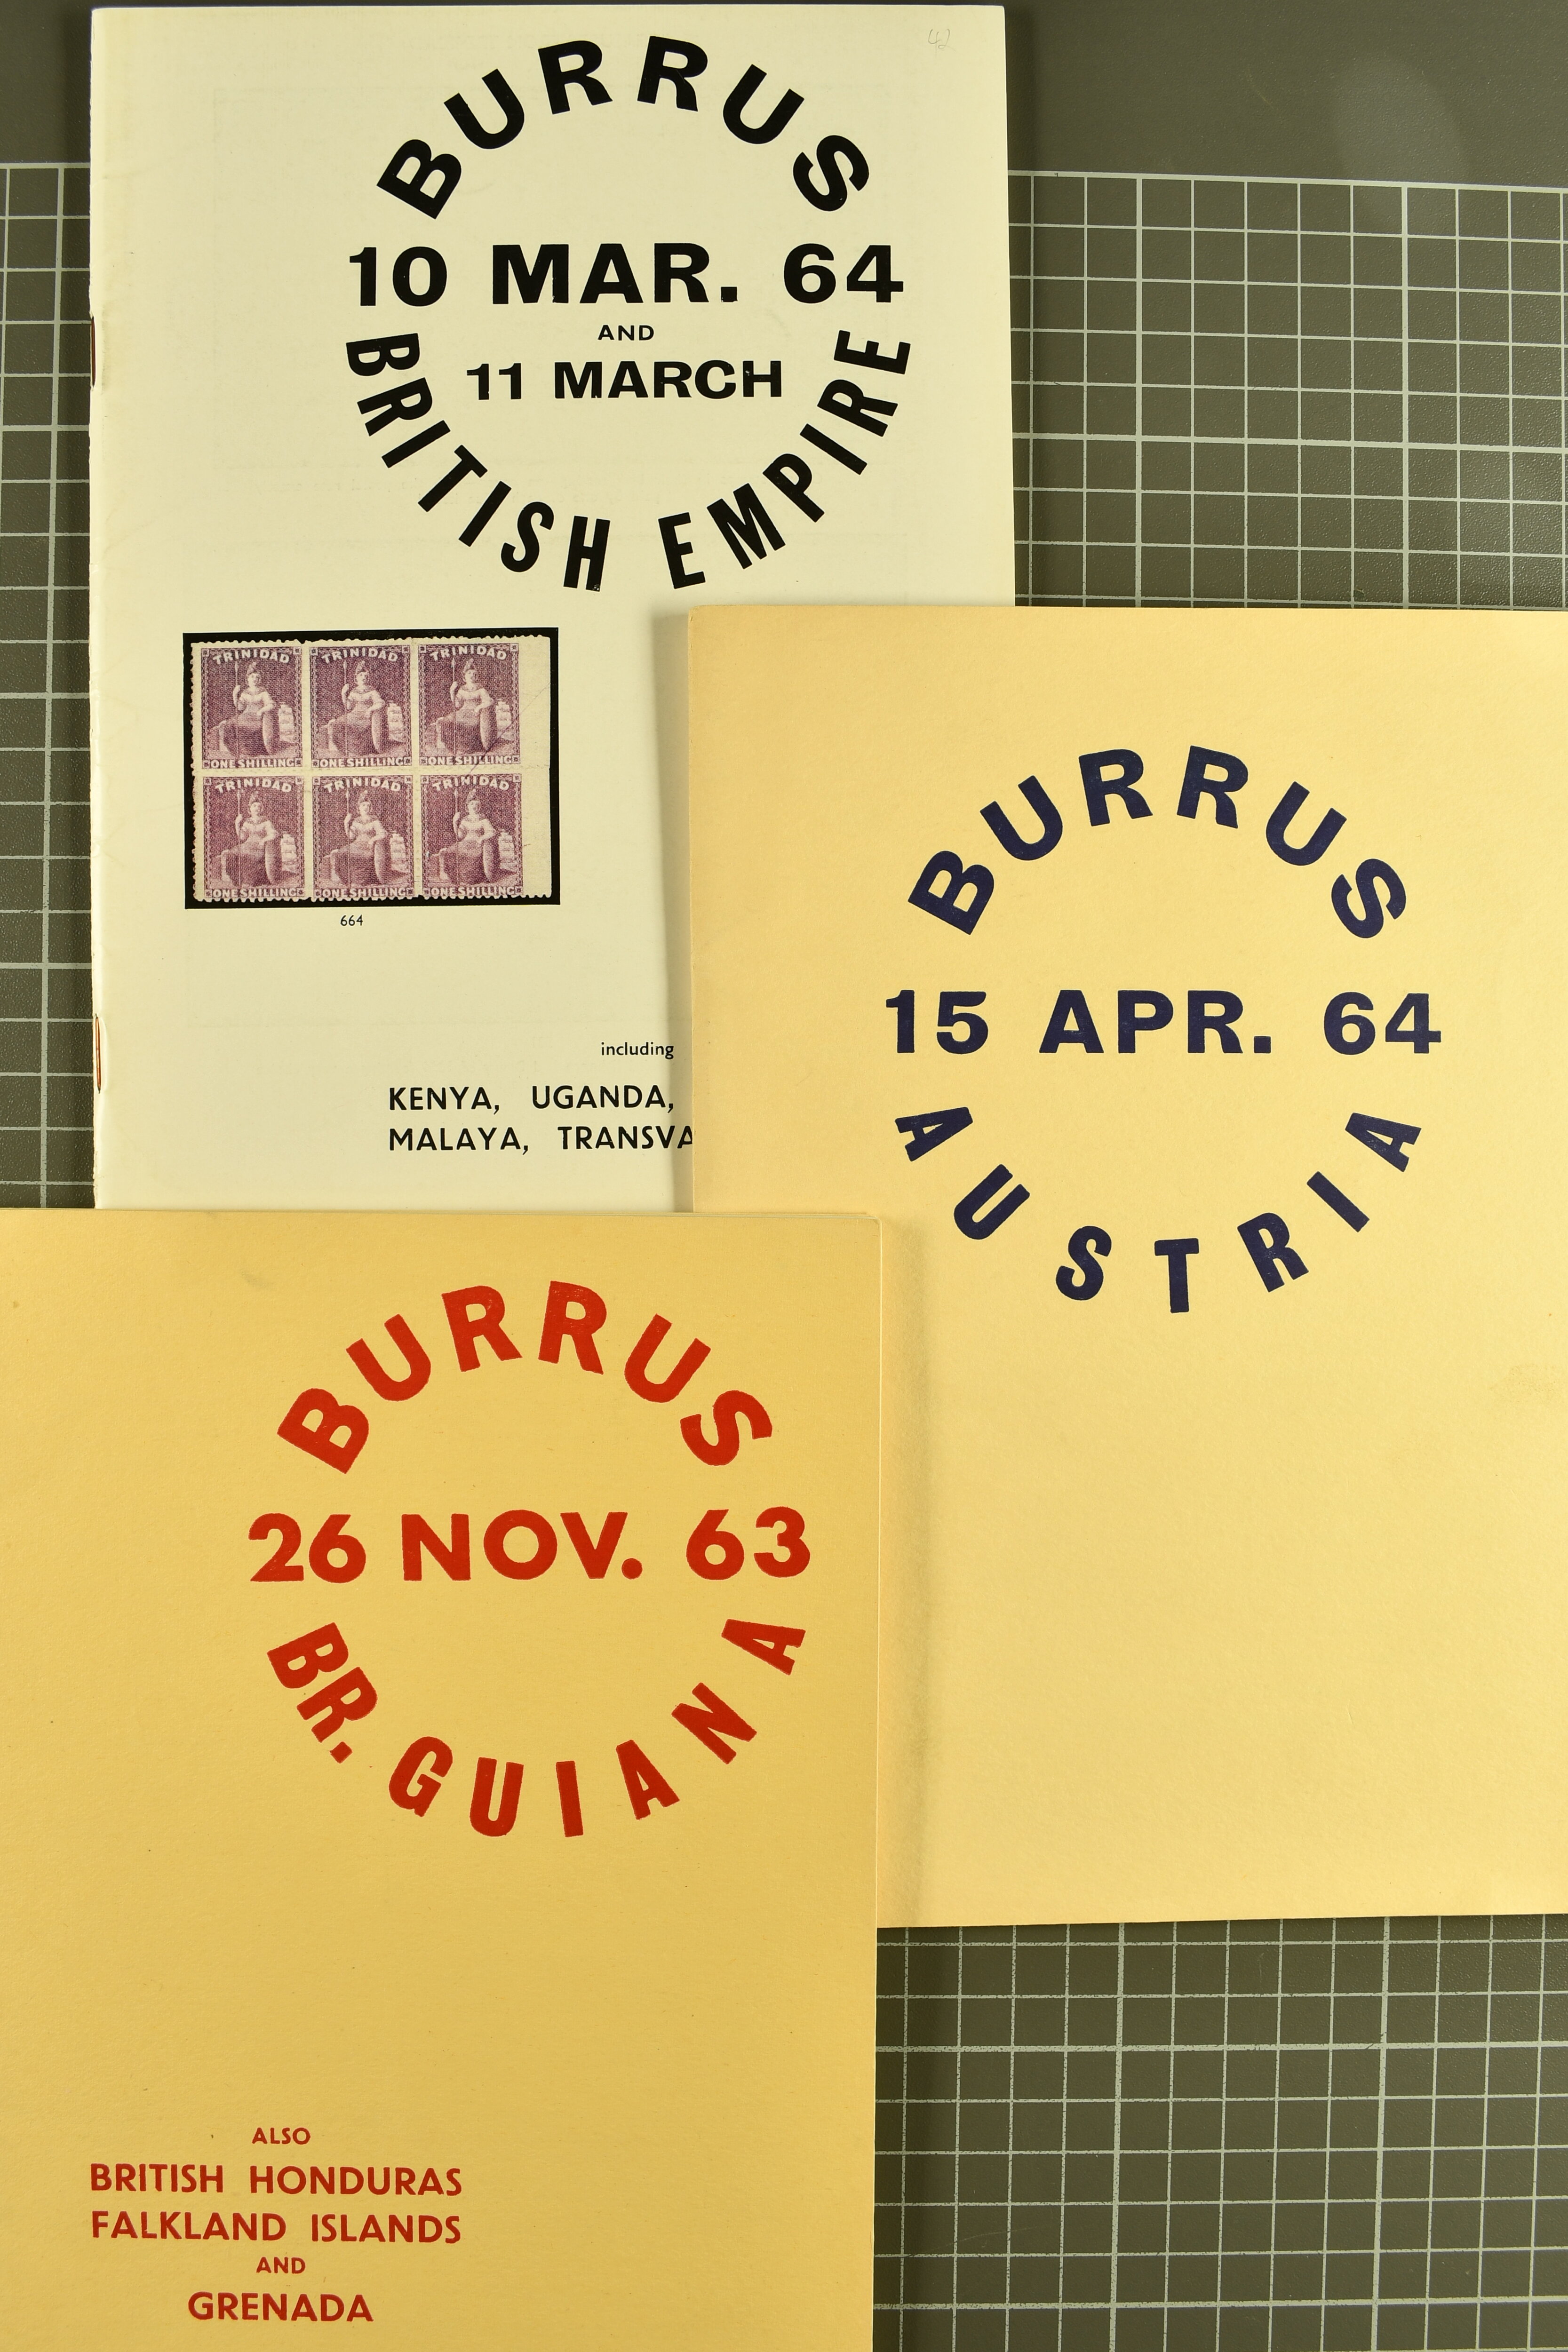 BURRUS
10 MAR. 64
AND
11 MARCH
BRITISH EMPIRE
TRINIDAD TRINIDAD TRINIDAD
ONE SHILLING ONE SHILLING ONE SHILLING
TRINIDAD TRINIDAD TRINIDAD
ONE SHILLING ONE SHILLING ONE SHILLING
664
including
KENYA, UGANDA,
MALAYA, TRANSVA
BURRUS
15 APR. 64
AUSTRIA
BURRUS
26 NOV. 63
BR. GUIANA
ALSO
BRITISH HONDURAS
FALKLAND ISLANDS
AND
GRENADA